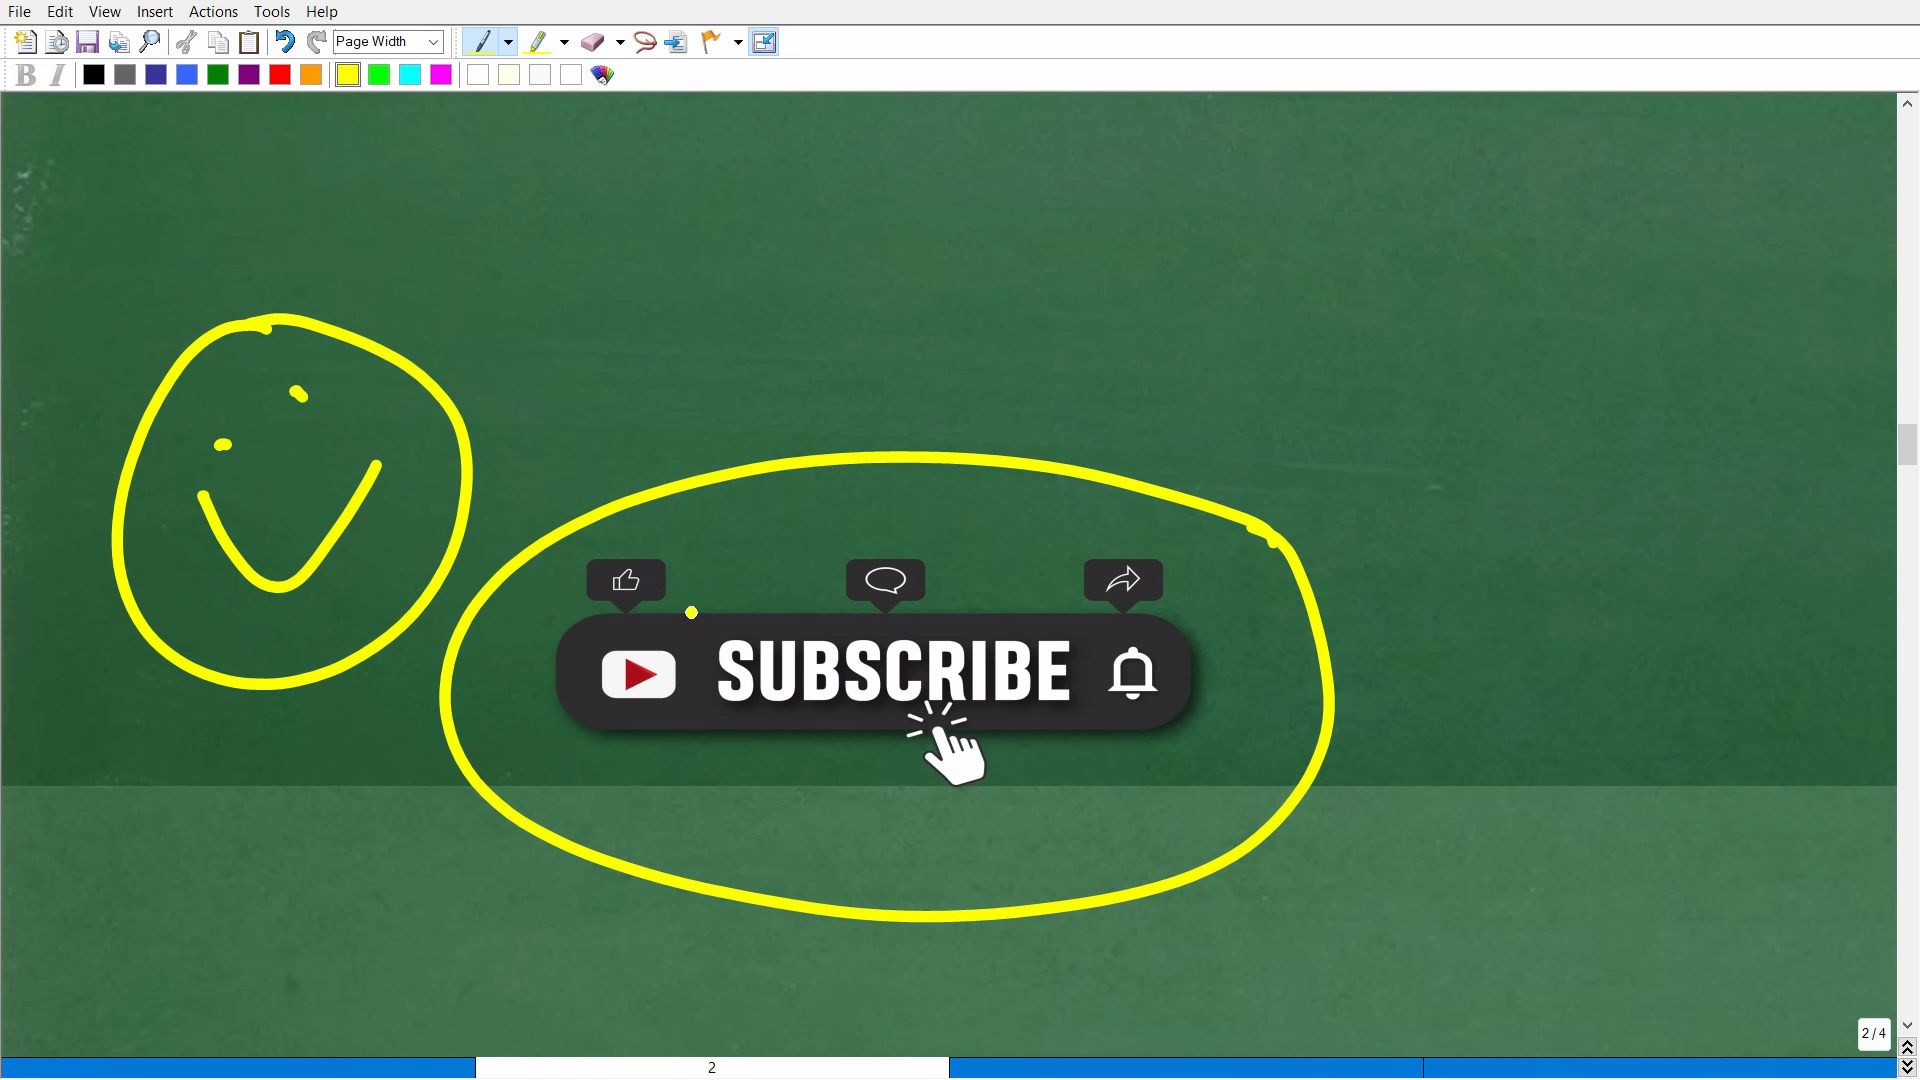 File Edit View Insert Actions Tools Help
Page Width
B I
SUBSCRIBE
2 / 4
2